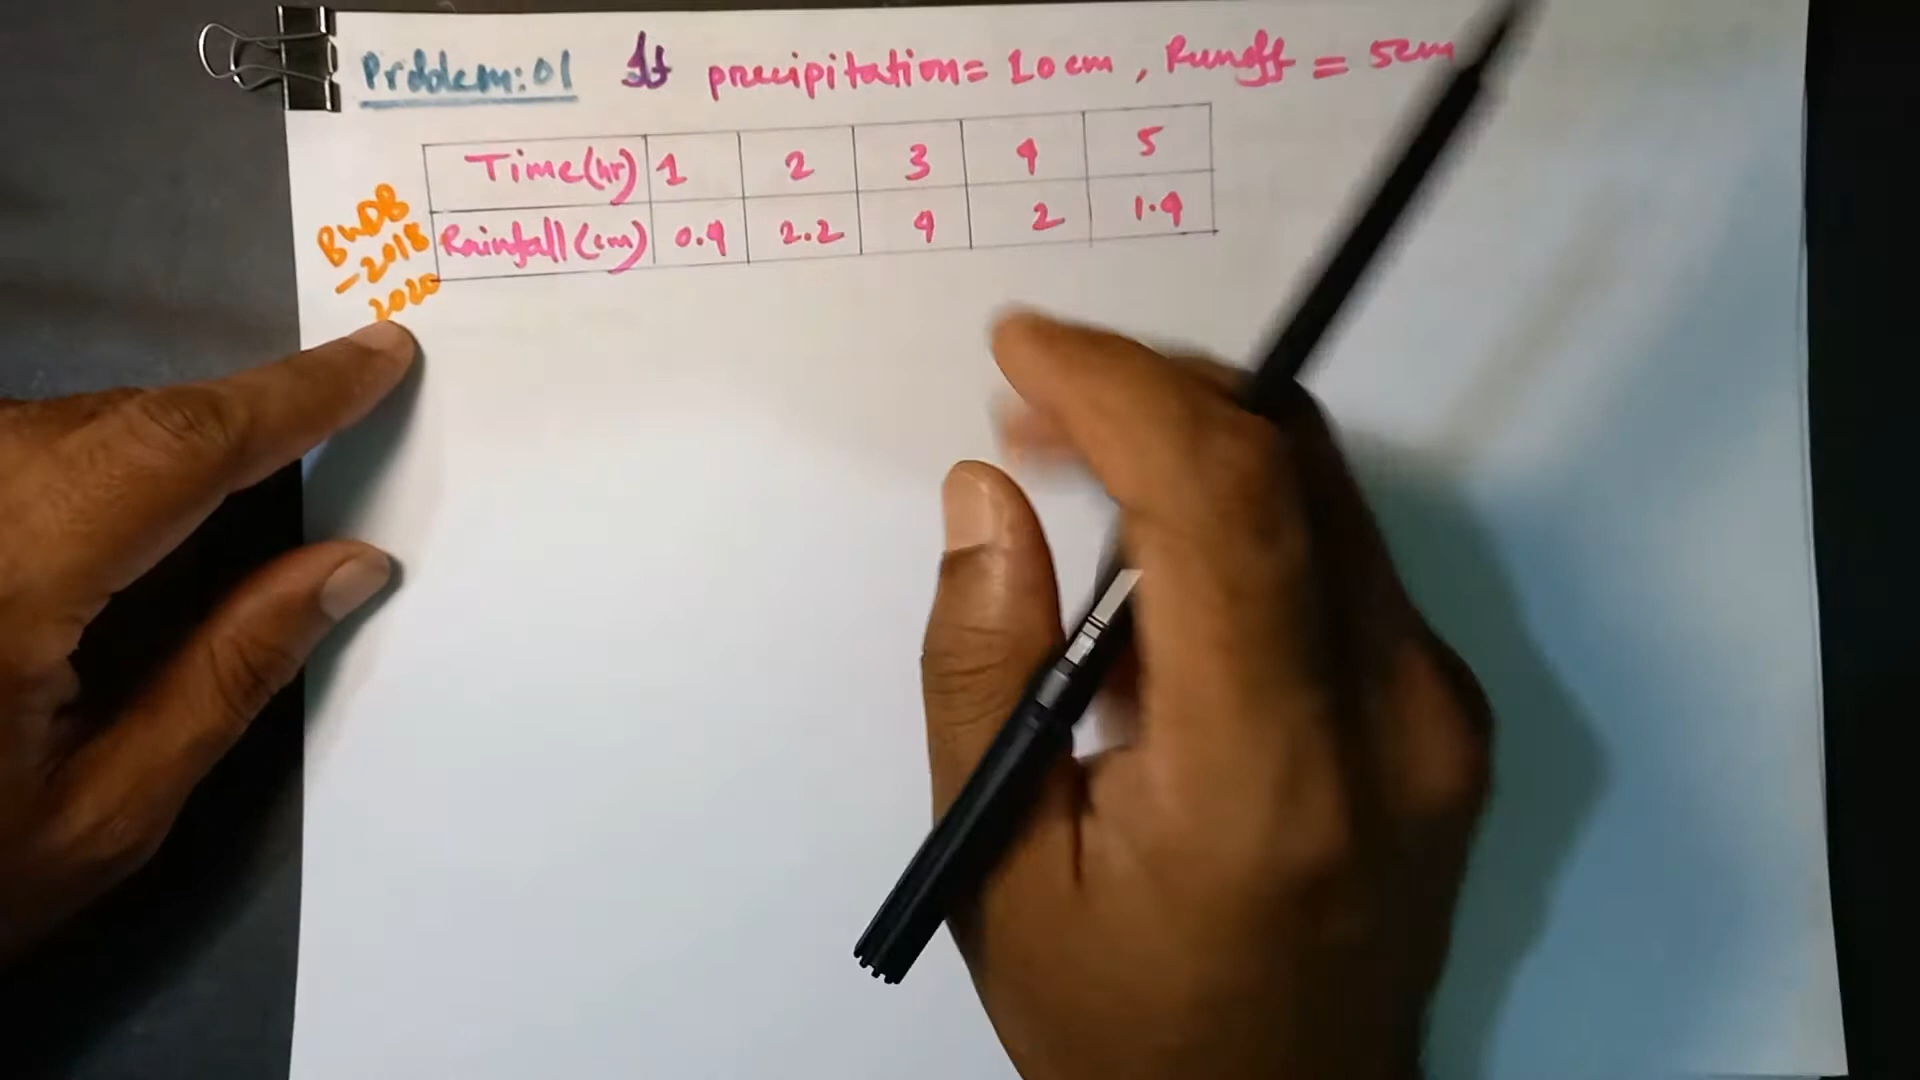 Problem:01 If precipitation= 10 cm, Runoff = 5cm
Time(hr) 1 2 3 4 5
Rainfall(cm) 0.4 2.2 4 2 1.4
BWDB
-2018
2020